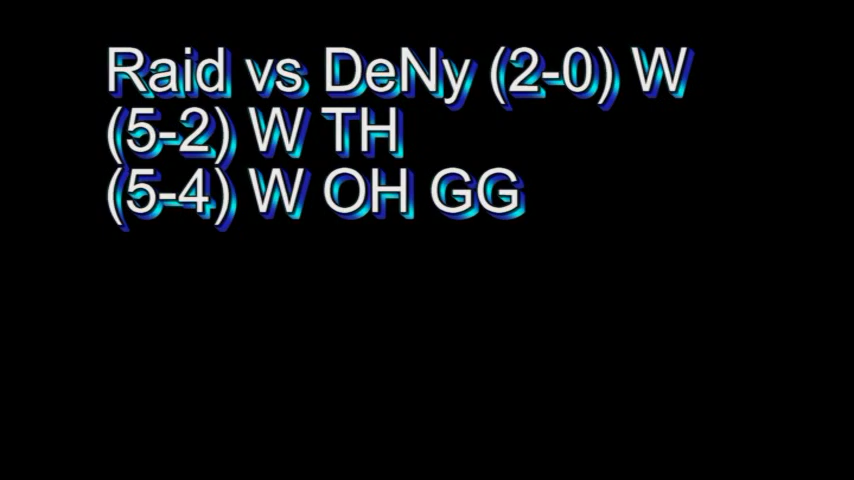 Raid vs DeNy (2-0) W
(5-2) W TH
(5-4) W OH GG